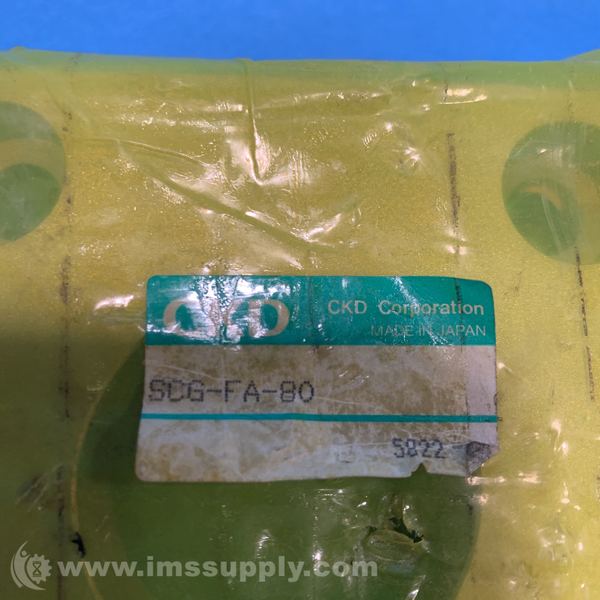 CKD
CKD Corporation
MADE IN JAPAN
SCG-FA-80
5822
www.imssupply.com/